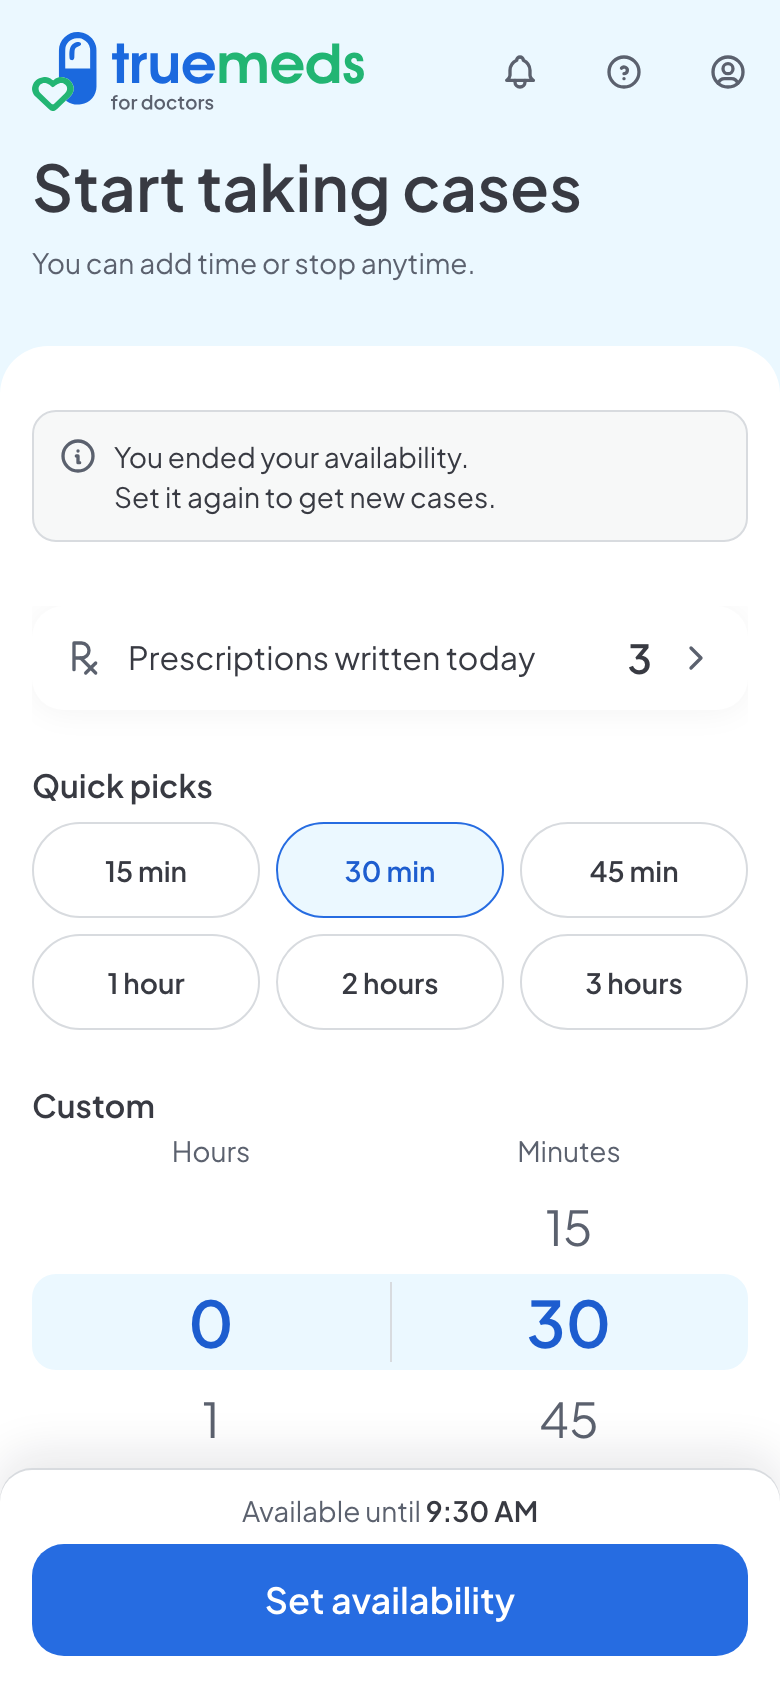 truemeds
for doctors
Start taking cases
You can add time or stop anytime.
You ended your availability.
Set it again to get new cases.
Prescriptions written today 3
Quick picks
15 min 30 min 45 min
1 hour 2 hours 3 hours
Custom
Hours Minutes
15
0 30
1 45
Available until 9:30 AM
Set availability